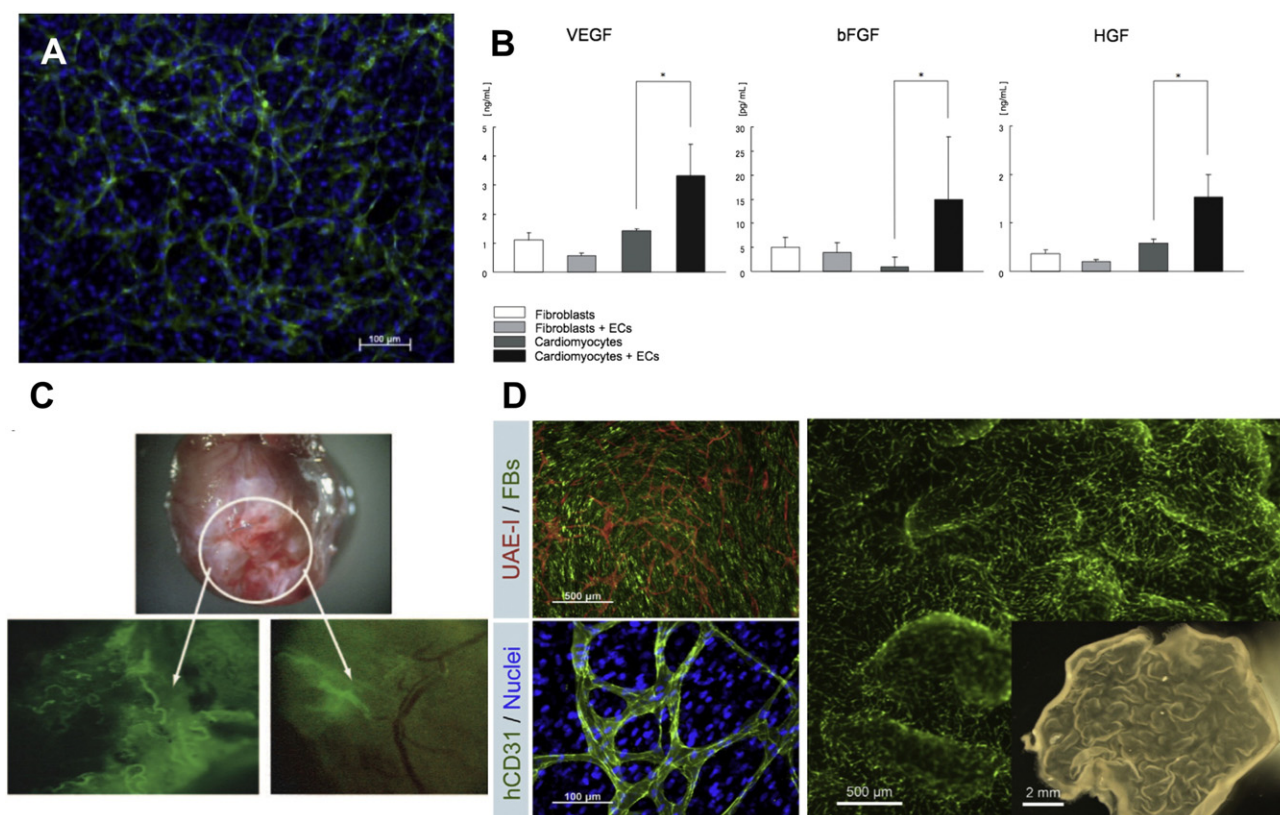 A
100 µm
B
VEGF
[ng/mL]
5
4
3
2
1
0
*
bFGF
[pg/mL]
30
25
20
15
10
5
0
*
HGF
[ng/mL]
3
2
1
0
*
Fibroblasts
Fibroblasts + ECs
Cardiomyocytes
Cardiomyocytes + ECs
C
D
UAE-I / FBs
500 µm
hCD31 / Nuclei
100 µm
500 µm
2 mm